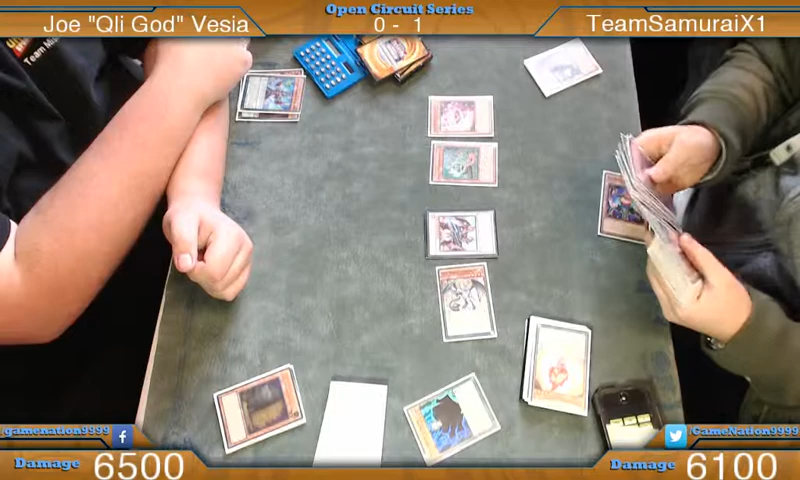 Open Circuit Series
Joe "Qli God" Vesia
0 - 1
TeamSamuraiX1
gamenation9999
GameNation9999
Damage 6500
Damage 6100